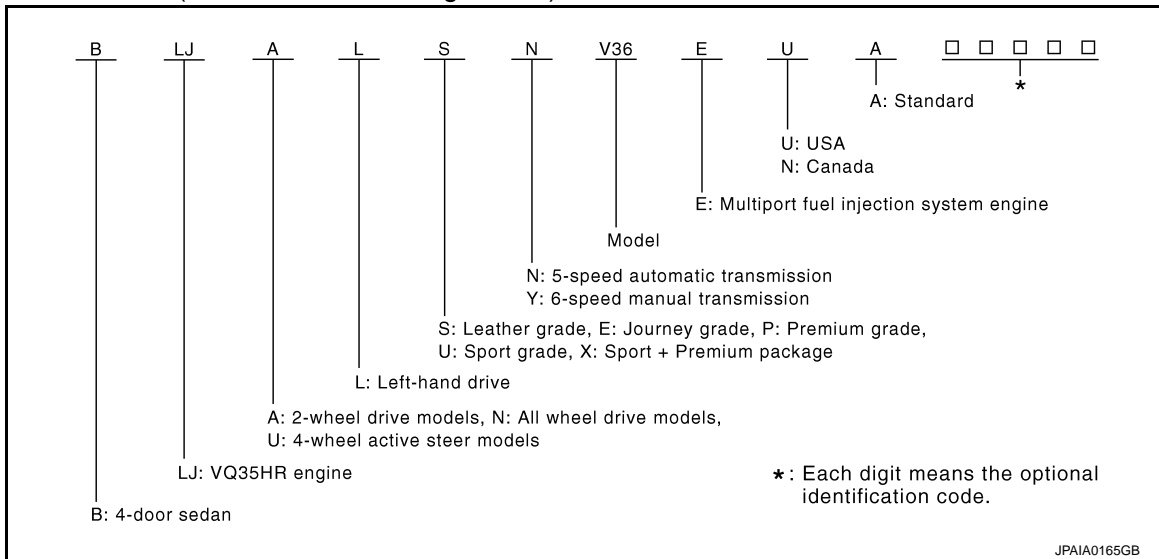 B LJ A L S N V36 E U A □ □ □ □ □
*
A: Standard
U: USA
N: Canada
E: Multiport fuel injection system engine
Model
N: 5-speed automatic transmission
Y: 6-speed manual transmission
S: Leather grade, E: Journey grade, P: Premium grade,
U: Sport grade, X: Sport + Premium package
L: Left-hand drive
A: 2-wheel drive models, N: All wheel drive models,
U: 4-wheel active steer models
LJ: VQ35HR engine
B: 4-door sedan
* : Each digit means the optional
identification code.
JPAIA0165GB